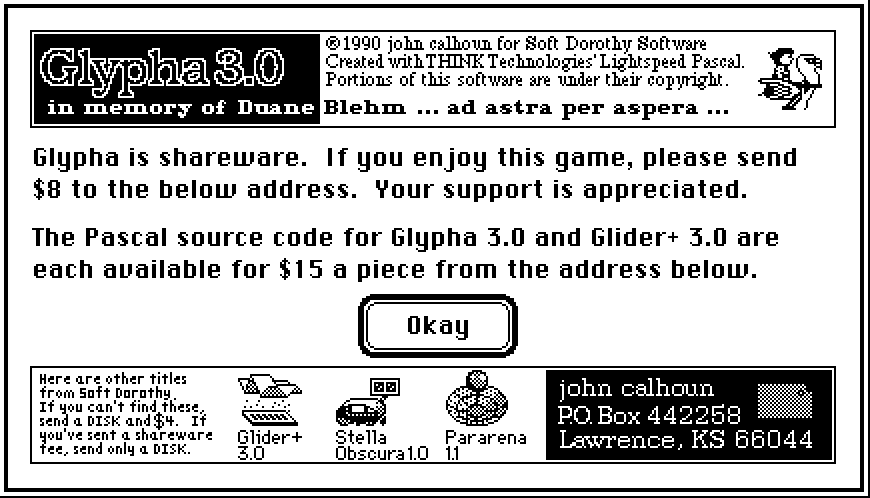 Glypha 3.0
in memory of Duane Blehm ... ad astra per aspera ...
©1990 john calhoun for Soft Dorothy Software
Created with THINK Technologies' Lightspeed Pascal.
Portions of this software are under their copyright.
Glypha is shareware. If you enjoy this game, please send
$8 to the below address. Your support is appreciated.
The Pascal source code for Glypha 3.0 and Glider+ 3.0 are
each available for $15 a piece from the address below.
Okay
Here are other titles
from Soft Dorothy.
If you can't find these,
send a DISK and $4. If
you've sent a shareware
fee, send only a DISK.
Glider+
3.0
Stella
Obscura 1.0
Pararena
1.1
john calhoun
P.O. Box 442258
Lawrence, KS 66044